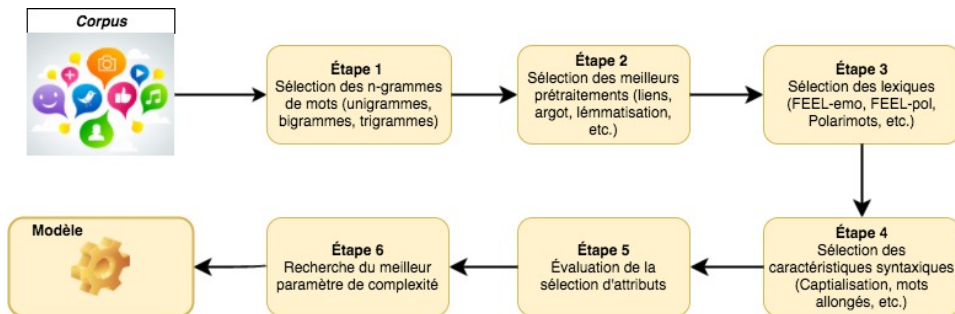 Corpus
Étape 1
Sélection des n-grammes
de mots (unigrammes,
bigrammes, trigrammes)
Étape 2
Sélection des meilleurs
prétraitements (liens,
argot, lémmatisation,
etc.)
Étape 3
Sélection des lexiques
(FEEL-emo, FEEL-pol,
Polarimots, etc.)
Étape 4
Sélection des
caractéristiques syntaxiques
(Captialisation, mots
allongés, etc.)
Étape 5
Évaluation de la
sélection d'attributs
Étape 6
Recherche du meilleur
paramètre de complexité
Modèle